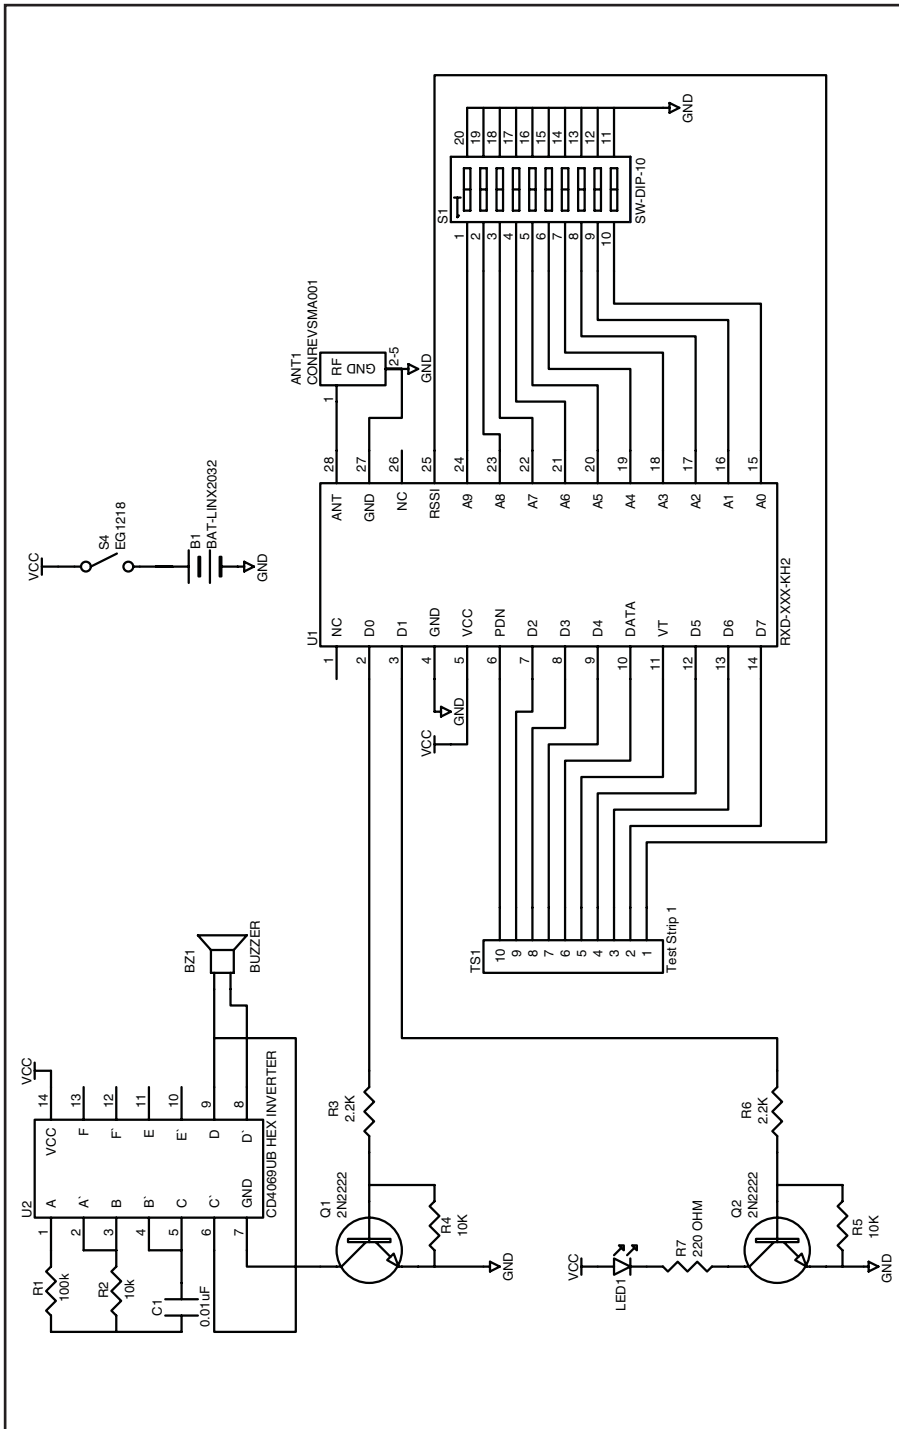 U2
CD4069UB HEX INVERTER
1 A
2 A`
3 B
4 B`
5 C
6 C`
7 GND
14 VCC
13 F
12 F`
11 E
10 E`
9 D
8 D`
VCC
R1
100k
R2
10k
C1
0.01uF
BZ1
BUZZER
Q1
2N2222
R3
2.2K
R4
10K
GND
VCC
LED1
R7
220 OHM
Q2
2N2222
R6
2.2K
R5
10K
GND
VCC
S4
EG1218
B1
BAT-LINX2032
GND
TS1
10
9
8
7
6
5
4
3
2
1
Test Strip 1
U1
RXD-XXX-KH2
1 NC
2 D0
3 D1
4 GND
5 VCC
6 PDN
7 D2
8 D3
9 D4
10 DATA
11 VT
12 D5
13 D6
14 D7
28 ANT
27 GND
26 NC
25 RSSI
24 A9
23 A8
22 A7
21 A6
20 A5
19 A4
18 A3
17 A2
16 A1
15 A0
GND
VCC
ANT1
CONREVSMA001
RF
GND
1
2-5
GND
S1
SW-DIP-10
1
2
3
4
5
6
7
8
9
10
20
19
18
17
16
15
14
13
12
11
GND